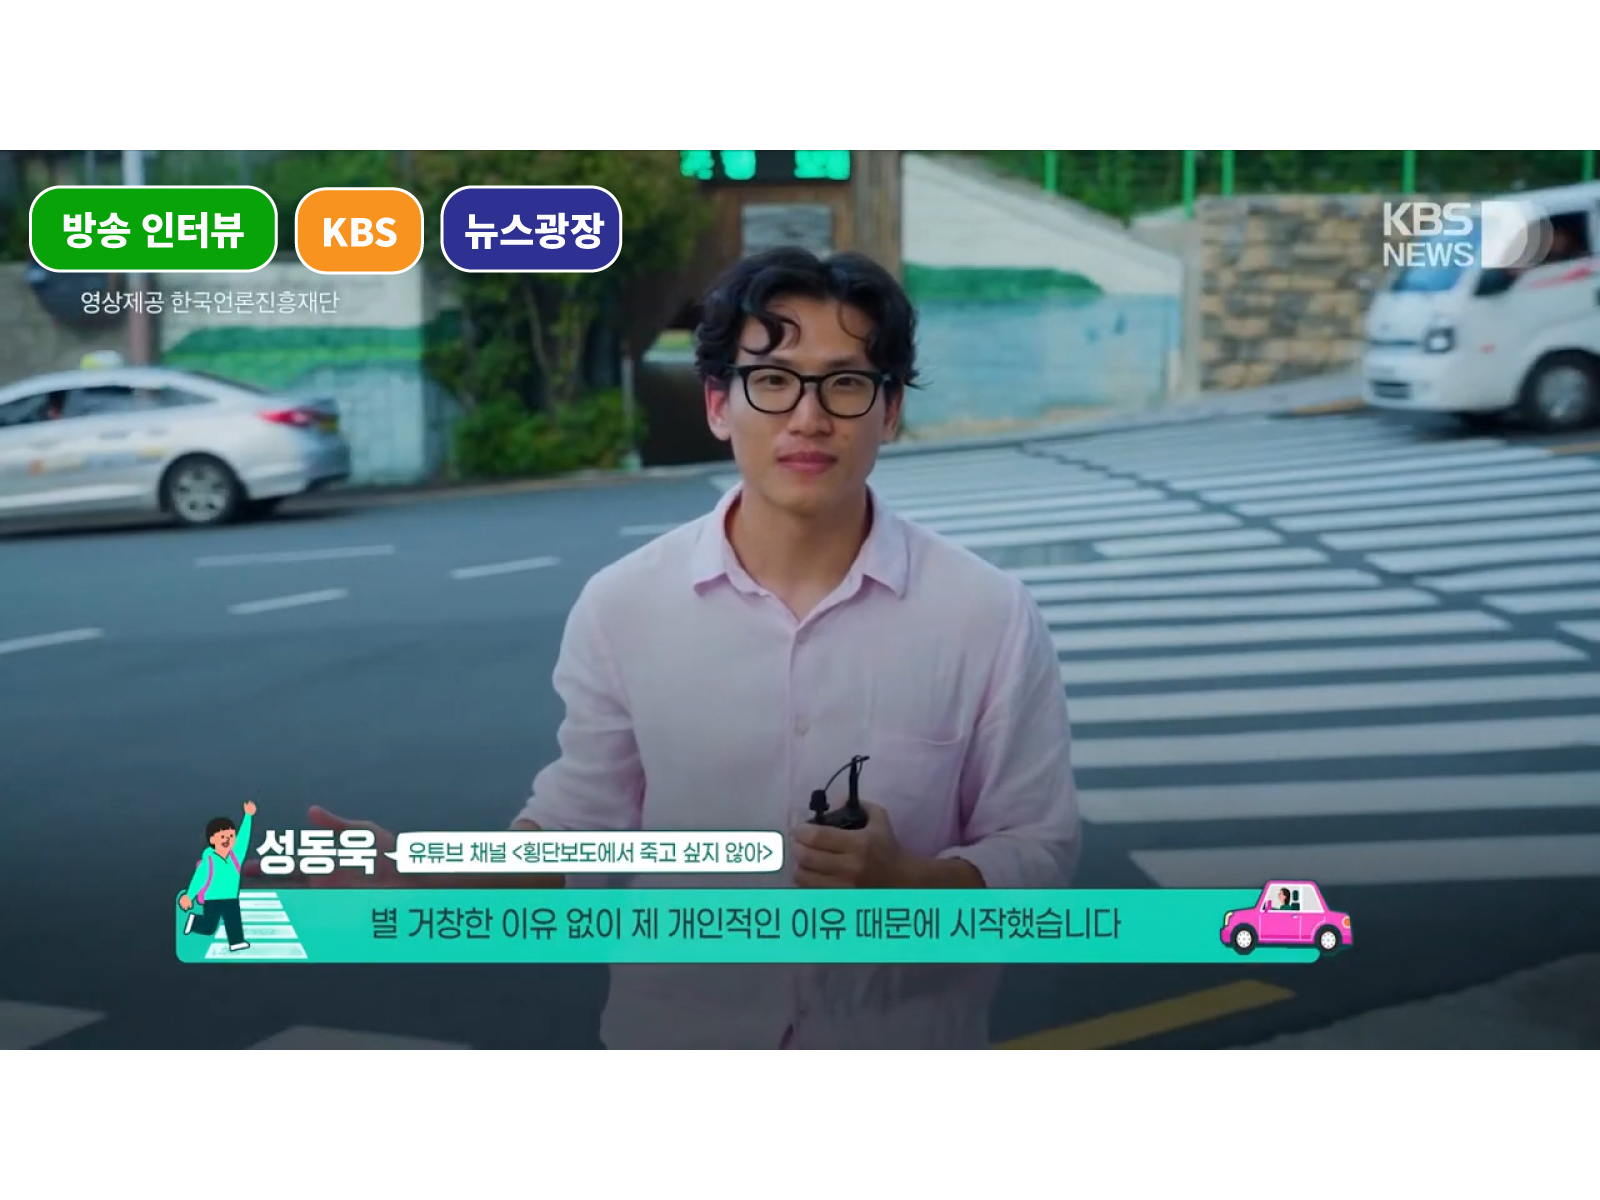 방송 인터뷰
KBS
뉴스광장
KBS
NEWS
영상제공 한국언론진흥재단
성동욱
유튜브 채널 <횡단보도에서 죽고 싶지 않아>
별 거창한 이유 없이 제 개인적인 이유 때문에 시작했습니다